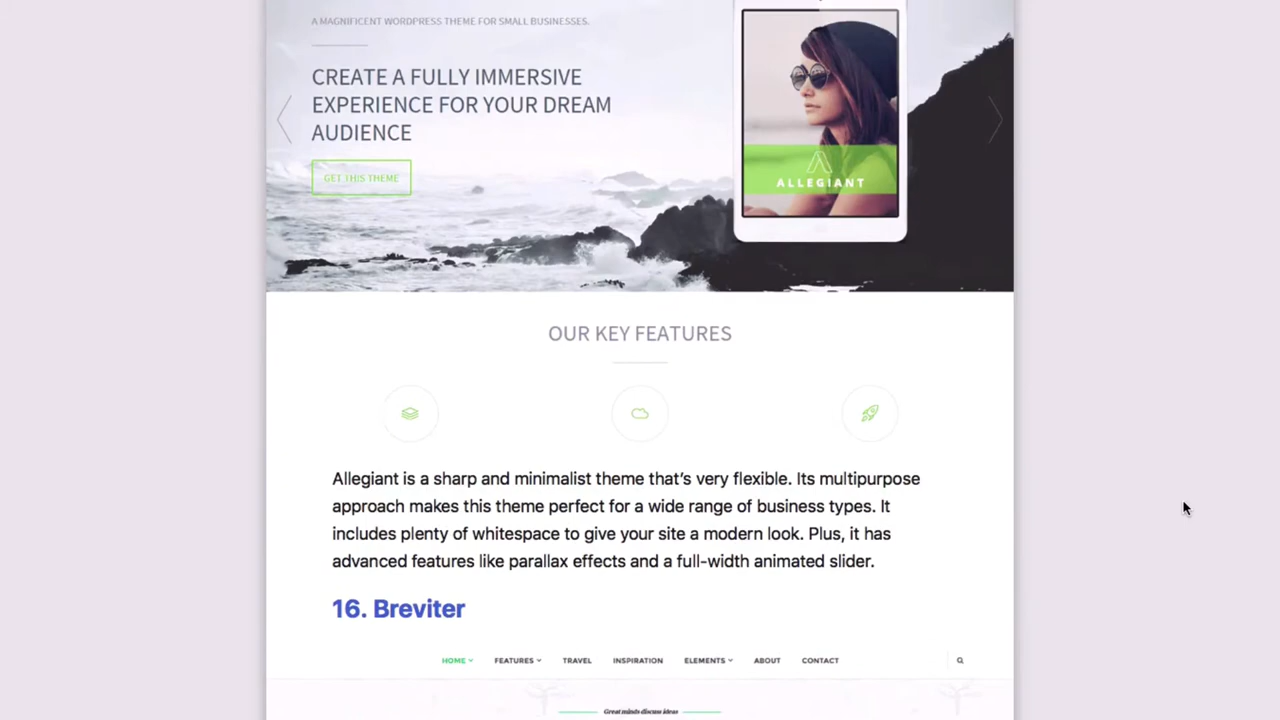 A MAGNIFICENT WORDPRESS THEME FOR SMALL BUSINESSES.
CREATE A FULLY IMMERSIVE
EXPERIENCE FOR YOUR DREAM
AUDIENCE
GET THIS THEME
ALLEGIANT
OUR KEY FEATURES
Allegiant is a sharp and minimalist theme that’s very flexible. Its multipurpose
approach makes this theme perfect for a wide range of business types. It
includes plenty of whitespace to give your site a modern look. Plus, it has
advanced features like parallax effects and a full-width animated slider.
16. Breviter
HOME FEATURES TRAVEL INSPIRATION ELEMENTS ABOUT CONTACT
Great minds discuss ideas